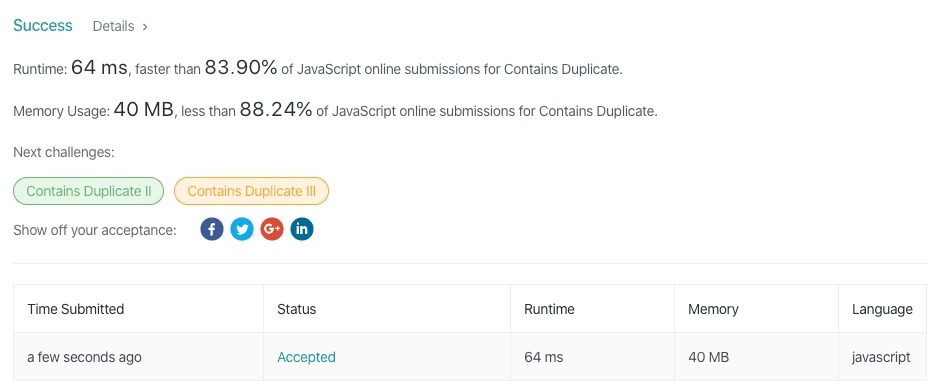 Success Details ›
Runtime: 64 ms, faster than 83.90% of JavaScript online submissions for Contains Duplicate.
Memory Usage: 40 MB, less than 88.24% of JavaScript online submissions for Contains Duplicate.
Next challenges:
Contains Duplicate II Contains Duplicate III
Show off your acceptance: f G+ in
Time Submitted Status Runtime Memory Language
a few seconds ago Accepted 64 ms 40 MB javascript